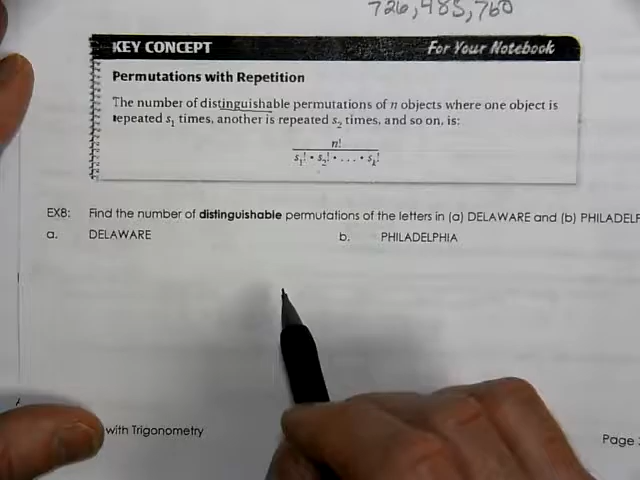 726,485,760
KEY CONCEPT For Your Notebook
Permutations with Repetition
The number of distinguishable permutations of n objects where one object is
repeated s₁ times, another is repeated s₂ times, and so on, is:
n!
s₁! • s₂! • . . . • sₖ!
EX8: Find the number of distinguishable permutations of the letters in (a) DELAWARE and (b) PHILADELP
a. DELAWARE b. PHILADELPHIA
with Trigonometry
Page